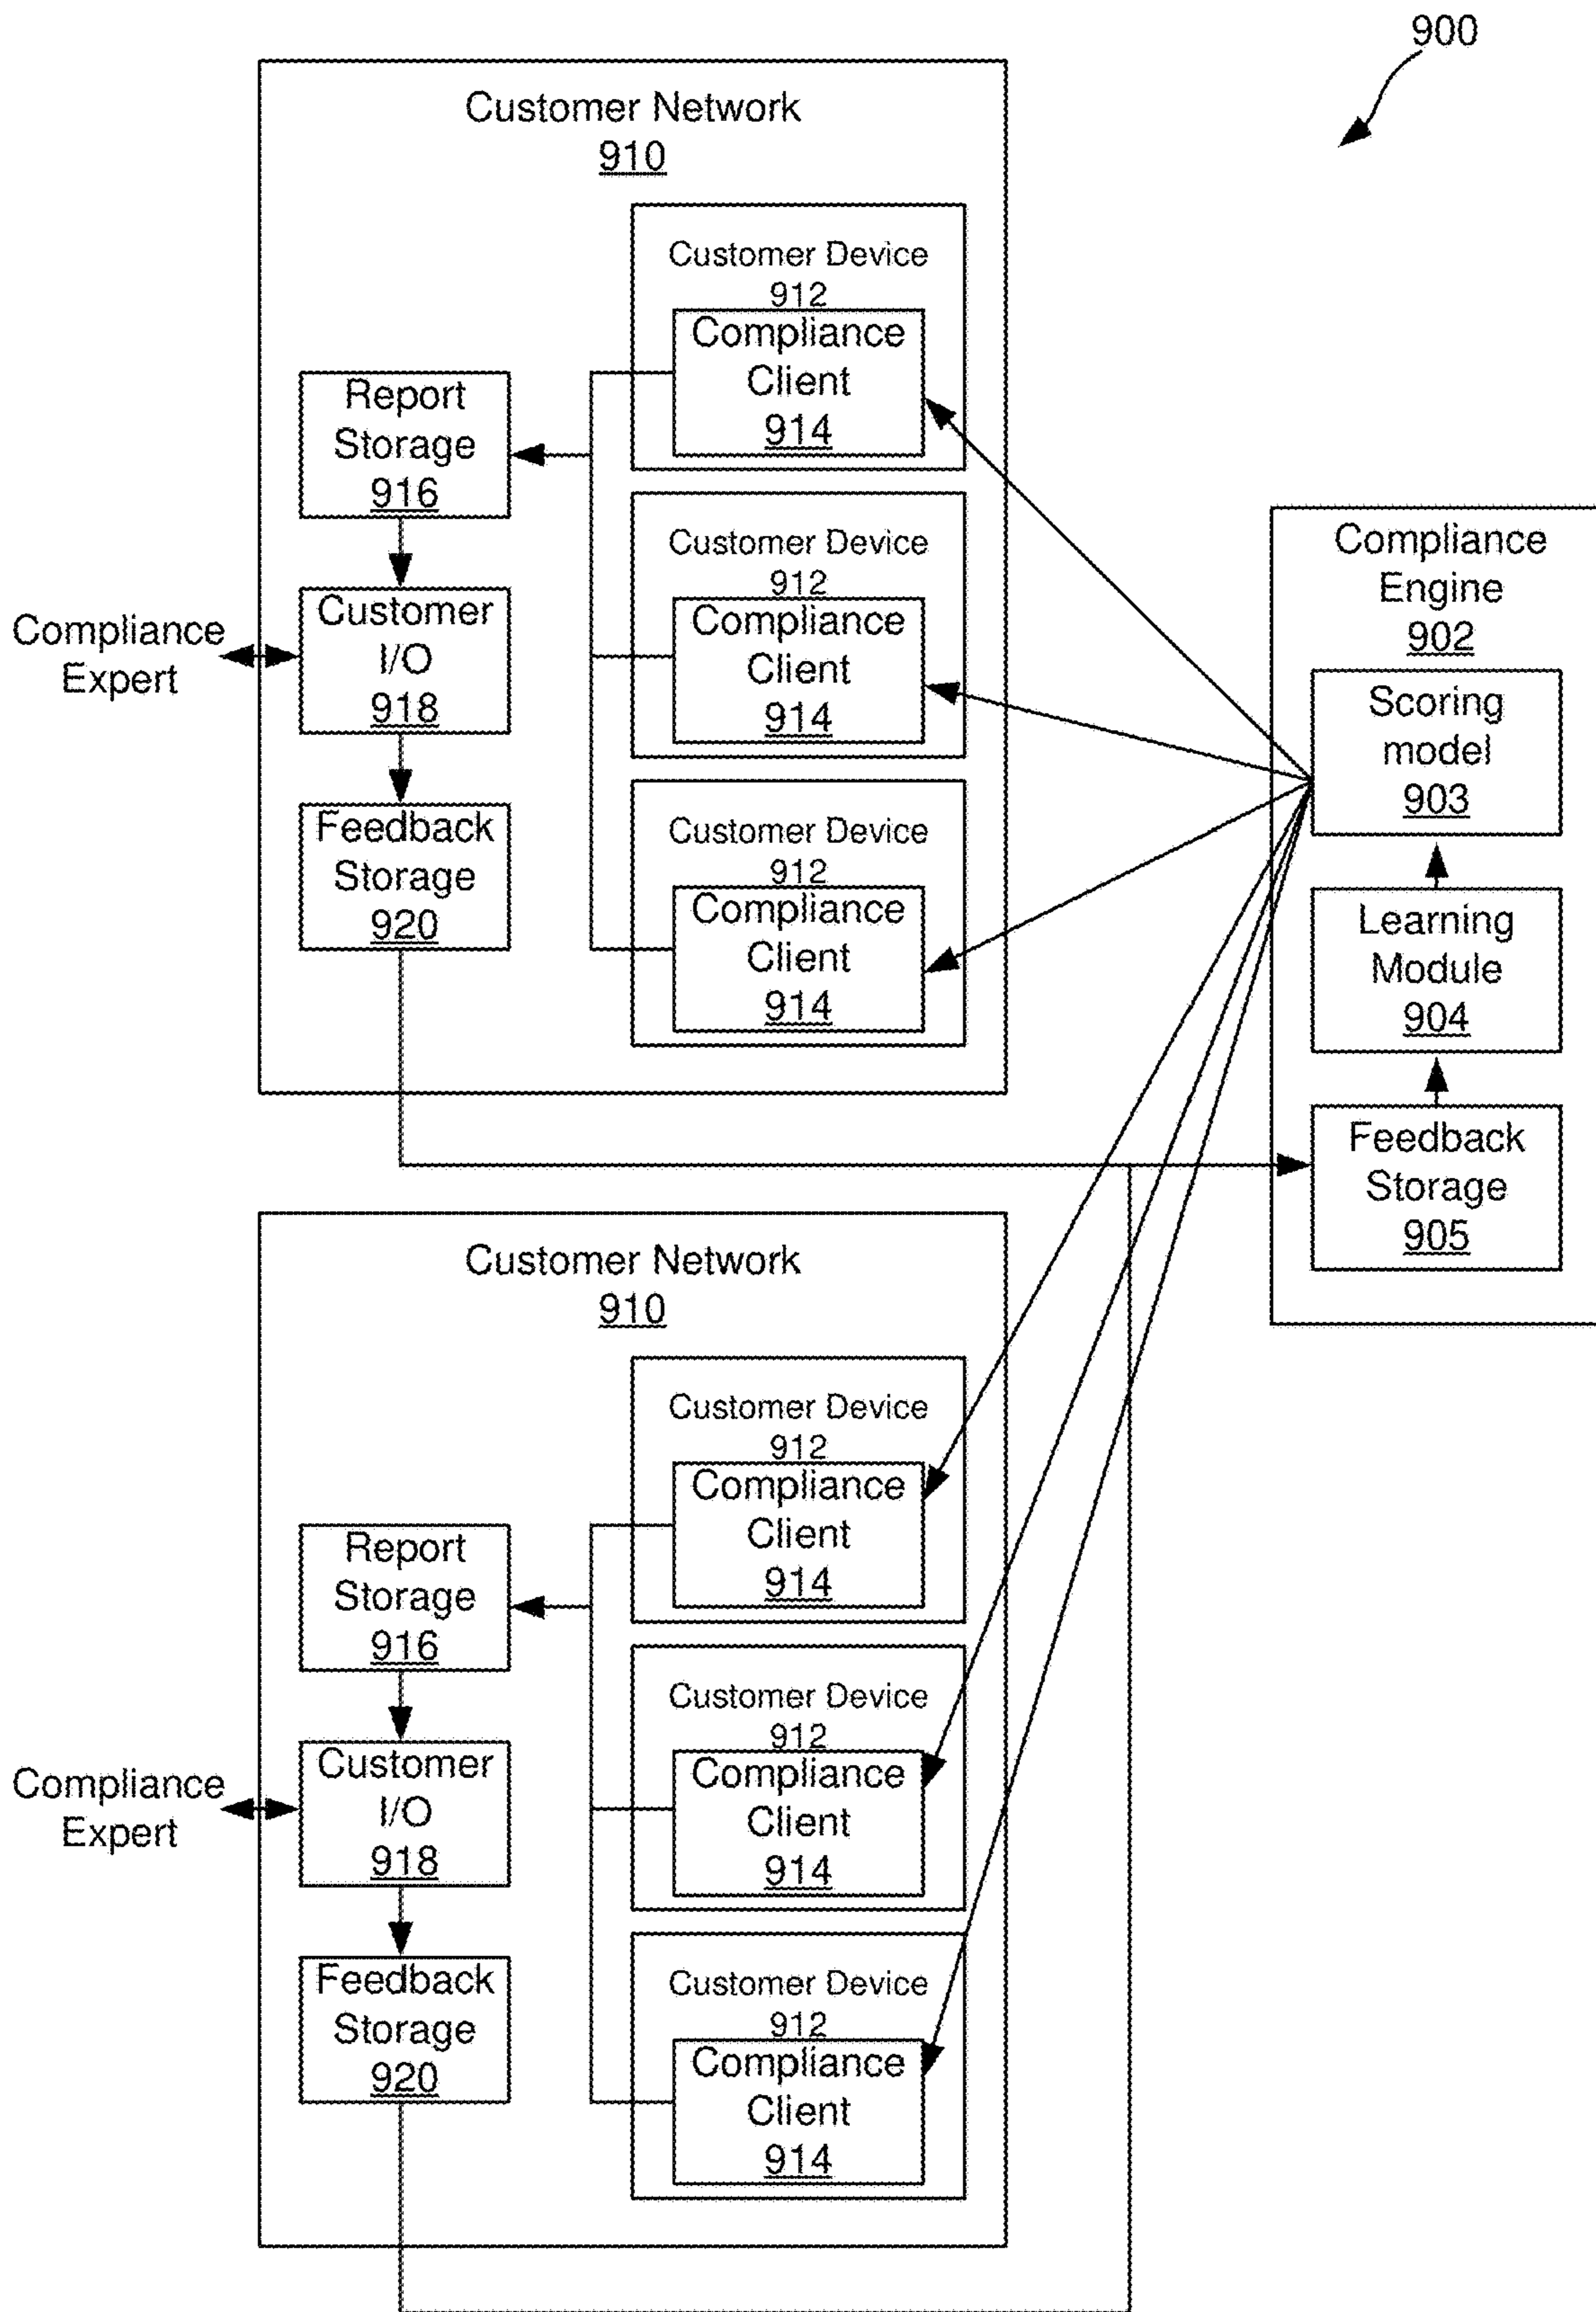 900
Customer Network
910
Customer Device
912
Compliance
Client
914
Customer Device
912
Compliance
Client
914
Customer Device
912
Compliance
Client
914
Report
Storage
916
Customer
I/O
918
Feedback
Storage
920
Compliance
Expert
Compliance
Engine
902
Scoring
model
903
Learning
Module
904
Feedback
Storage
905
Customer Network
910
Customer Device
912
Compliance
Client
914
Customer Device
912
Compliance
Client
914
Customer Device
912
Compliance
Client
914
Report
Storage
916
Customer
I/O
918
Feedback
Storage
920
Compliance
Expert